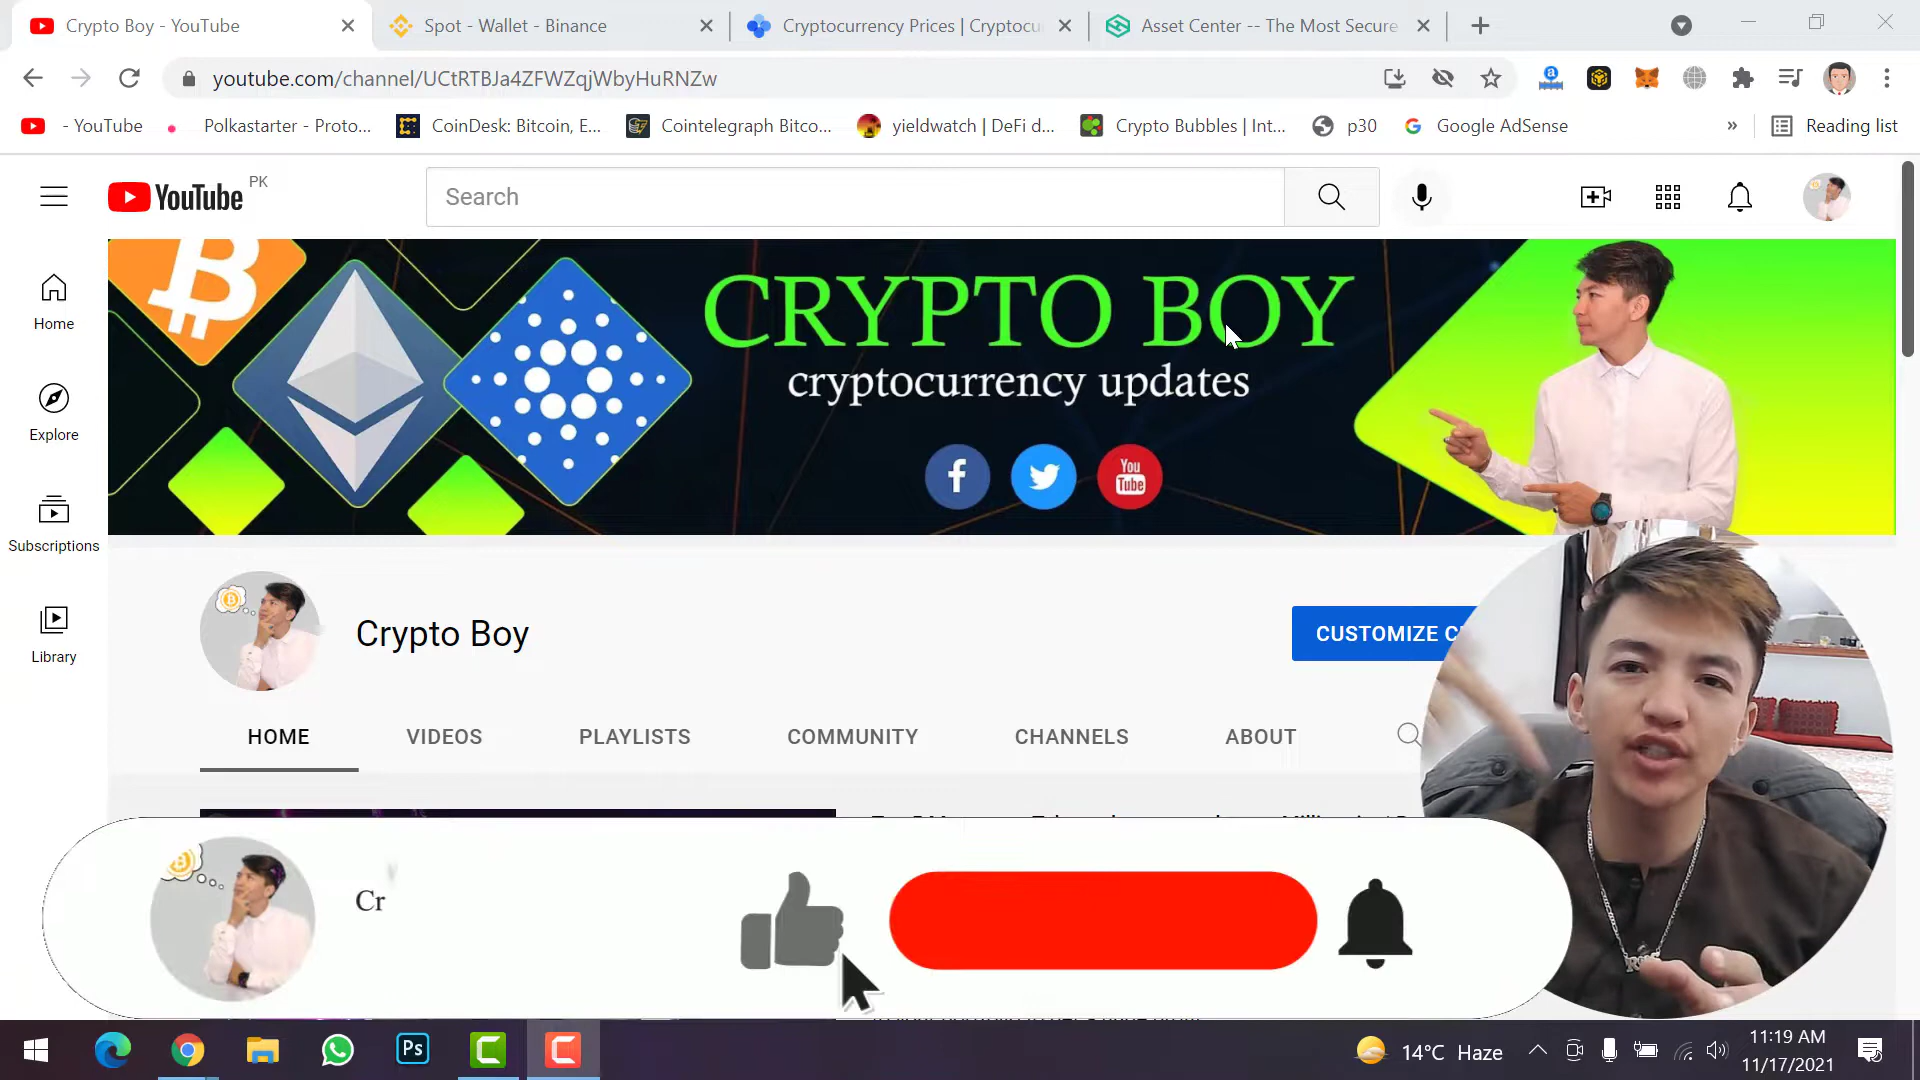 Crypto Boy - YouTube
Spot - Wallet - Binance
Cryptocurrency Prices | Cryptocu
Asset Center -- The Most Secure
youtube.com/channel/UCtRTBJa4ZFWZqjWbyHuRNZw
- YouTube
Polkastarter - Proto...
CoinDesk: Bitcoin, E...
Cointelegraph Bitco...
yieldwatch | DeFi d...
Crypto Bubbles | Int...
p30
Google AdSense
»
Reading list
YouTube PK
Search
Home
Explore
Subscriptions
Library
CRYPTO BOY
cryptocurrency updates
You
Tube
Crypto Boy
CUSTOMIZE C
HOME
VIDEOS
PLAYLISTS
COMMUNITY
CHANNELS
ABOUT
Cr
Ps
14°C Haze
11:19 AM
11/17/2021